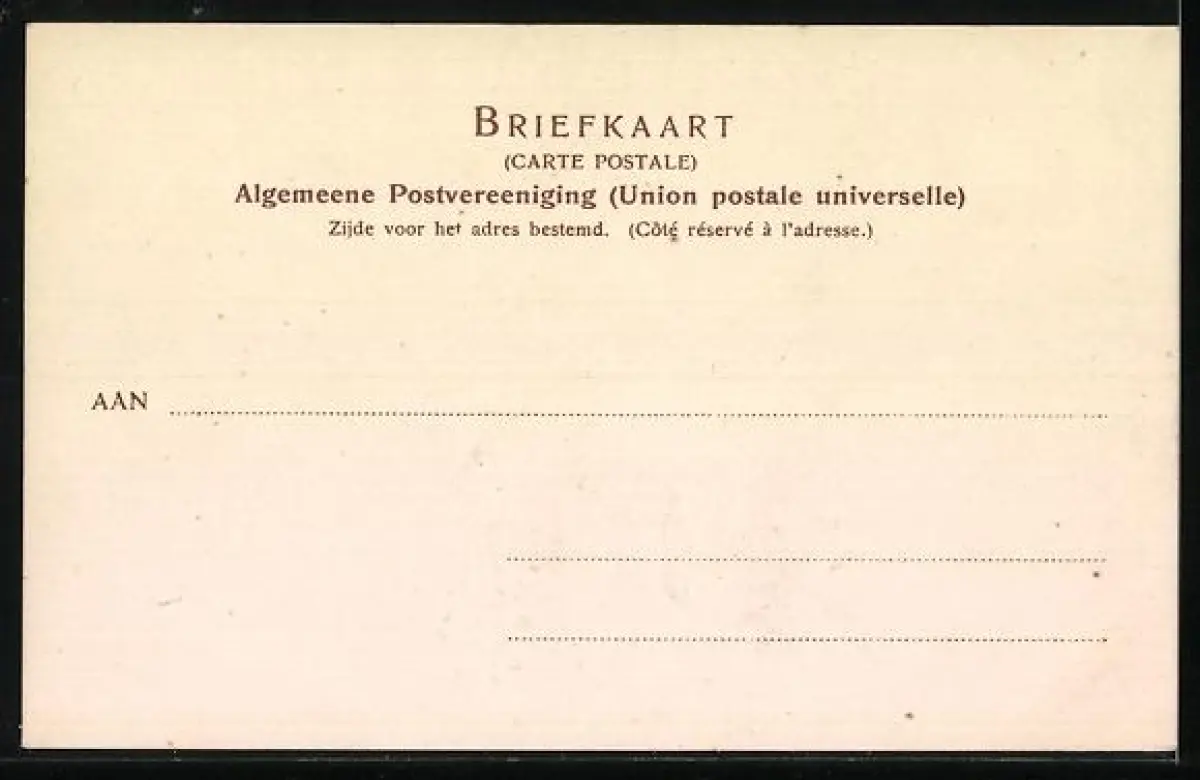 BRIEFKAART
(CARTE POSTALE)
Algemeene Postvereeniging (Union postale universelle)
Zijde voor het adres bestemd. (Côté réservé à l'adresse.)
AAN